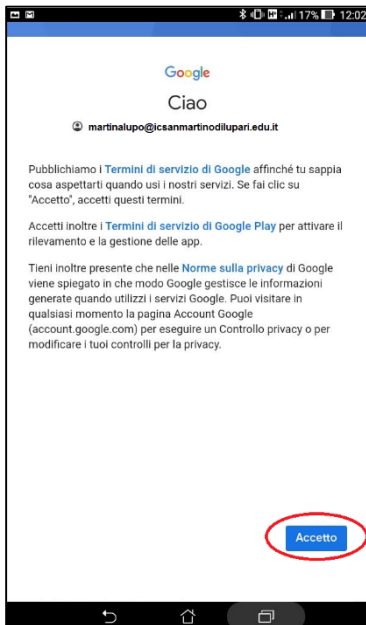 17% 12:02
Google
Ciao
martinalupo@icsanmartinodilupari.edu.it
Pubblichiamo i Termini di servizio di Google affinché tu sappia
cosa aspettarti quando usi i nostri servizi. Se fai clic su
"Accetto", accetti questi termini.
Accetti inoltre i Termini di servizio di Google Play per attivare il
rilevamento e la gestione delle app.
Tieni inoltre presente che nelle Norme sulla privacy di Google
viene spiegato in che modo Google gestisce le informazioni
generate quando utilizzi i servizi Google. Puoi visitare in
qualsiasi momento la pagina Account Google
(account.google.com) per eseguire un Controllo privacy o per
modificare i tuoi controlli per la privacy.
Accetto